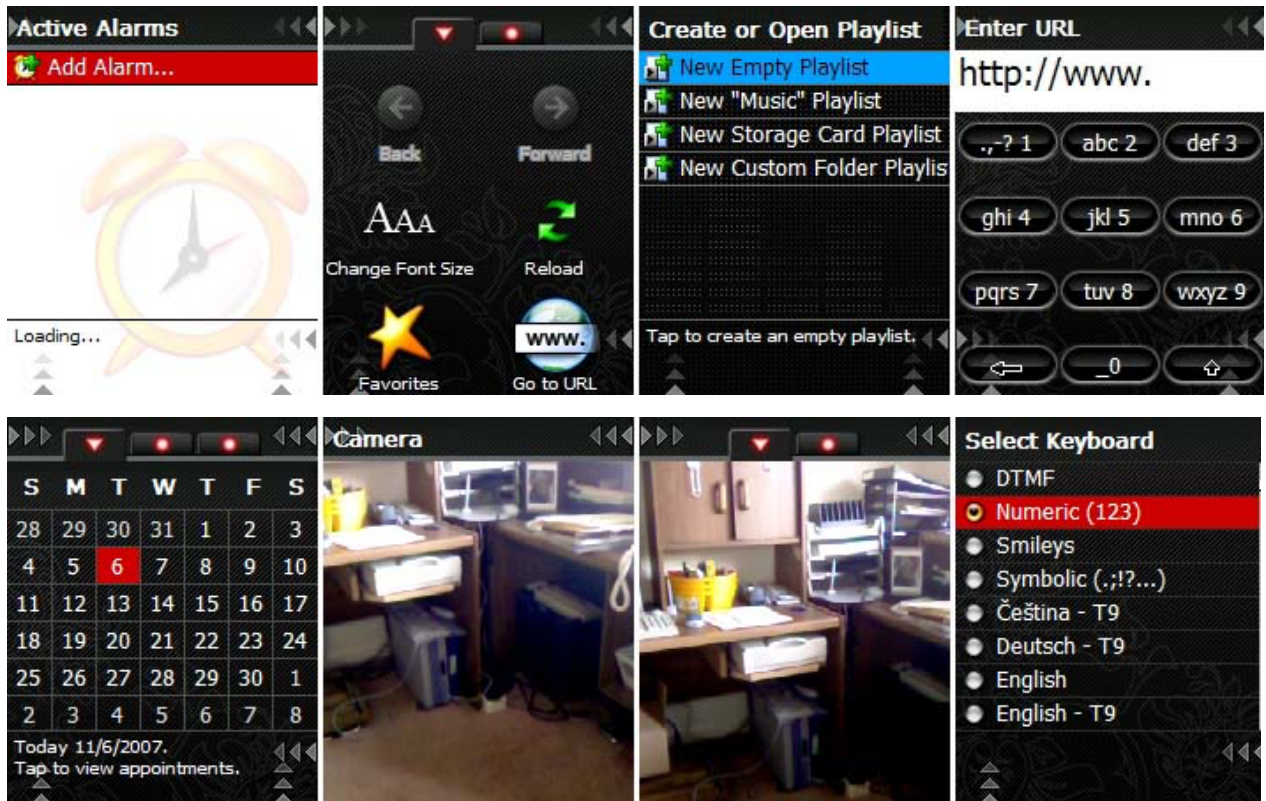 Active Alarms
Add Alarm...
Loading...
Back Forward
AAA
Change Font Size Reload
www.
Favorites Go to URL
Create or Open Playlist
New Empty Playlist
New "Music" Playlist
New Storage Card Playlist
New Custom Folder Playlis
Tap to create an empty playlist.
Enter URL
http://www.
.,-? 1 abc 2 def 3
ghi 4 jkl 5 mno 6
pqrs 7 tuv 8 wxyz 9
_0
S M T W T F S
28 29 30 31 1 2 3
4 5 6 7 8 9 10
11 12 13 14 15 16 17
18 19 20 21 22 23 24
25 26 27 28 29 30 1
2 3 4 5 6 7 8
Today 11/6/2007.
Tap to view appointments.
Camera
Select Keyboard
DTMF
Numeric (123)
Smileys
Symbolic (.;!?...)
Čeština - T9
Deutsch - T9
English
English - T9